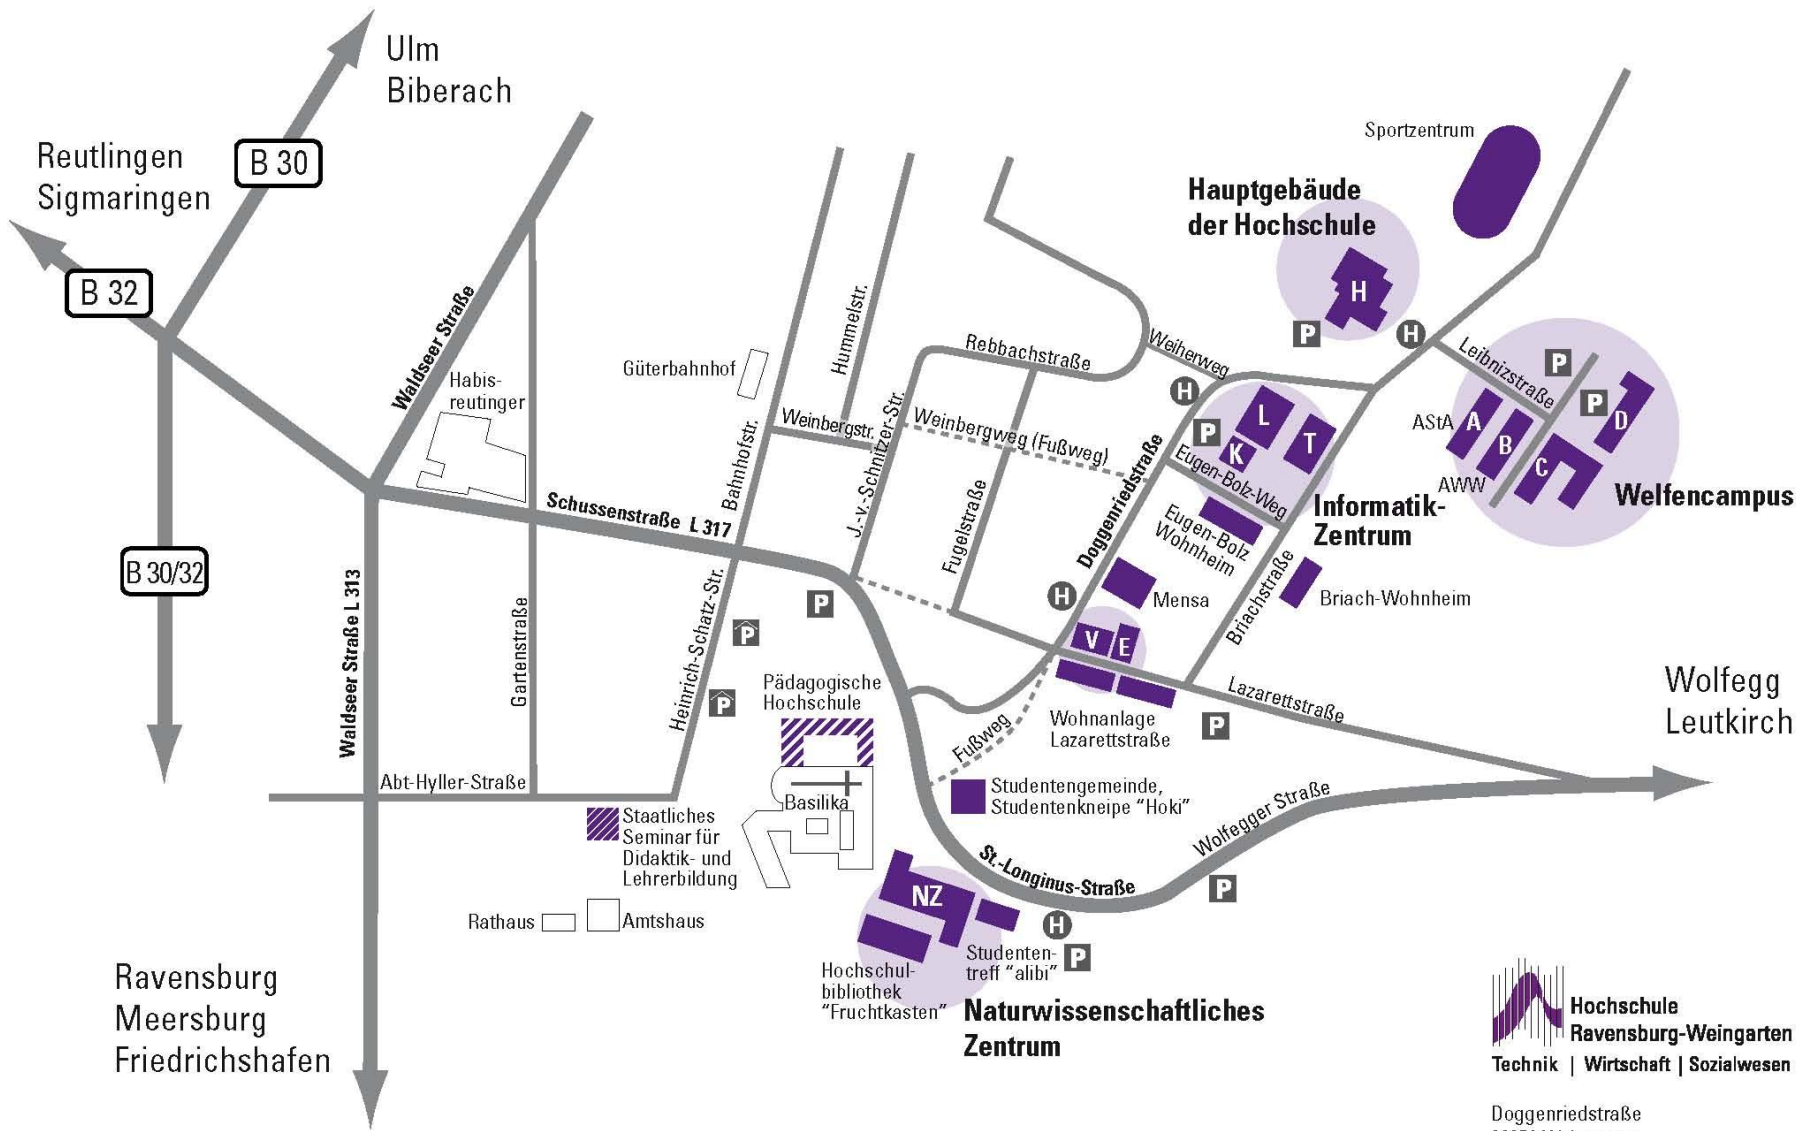 Ulm
Biberach
Reutlingen
Sigmaringen
B 30
B 32
B 30/32
Waldseer Straße
Habis-
reutinger
Güterbahnhof
Hummelstr.
Weinbergstr.
Bahnhofstr.
J.-v.-Schnitzer-Str.
Rebbachstraße
Weinbergweg (Fußweg)
Fugelstraße
Weiherweg
Doggenriedstraße
Sportzentrum
Hauptgebäude
der Hochschule
H
P
H
H
P
L
K
T
Eugen-Bolz-Weg
Eugen-Bolz
Wohnheim
Informatik-
Zentrum
Leibnizstraße
P
P
AStA
A
B
C
D
AWW
Welfencampus
Schussenstraße L 317
Waldseer Straße L 313
Gartenstraße
Heinrich-Schatz-Str.
P
P
P
H
Mensa
Briachstraße
Briach-Wohnheim
V
E
Lazarettstraße
Wohnanlage
Lazarettstraße
P
Fußweg
Wolfegg
Leutkirch
Pädagogische
Hochschule
Basilika
Abt-Hyller-Straße
Staatliches
Seminar für
Didaktik- und
Lehrerbildung
Studentengemeinde,
Studentenkneipe "Hoki"
Wolfegger Straße
P
St.-Longinus-Straße
Rathaus
Amtshaus
NZ
H
P
Studenten-
treff "alibi"
Hochschul-
bibliothek
"Fruchtkasten"
Naturwissenschaftliches
Zentrum
Ravensburg
Meersburg
Friedrichshafen
Hochschule
Ravensburg-Weingarten
Technik | Wirtschaft | Sozialwesen
Doggenriedstraße